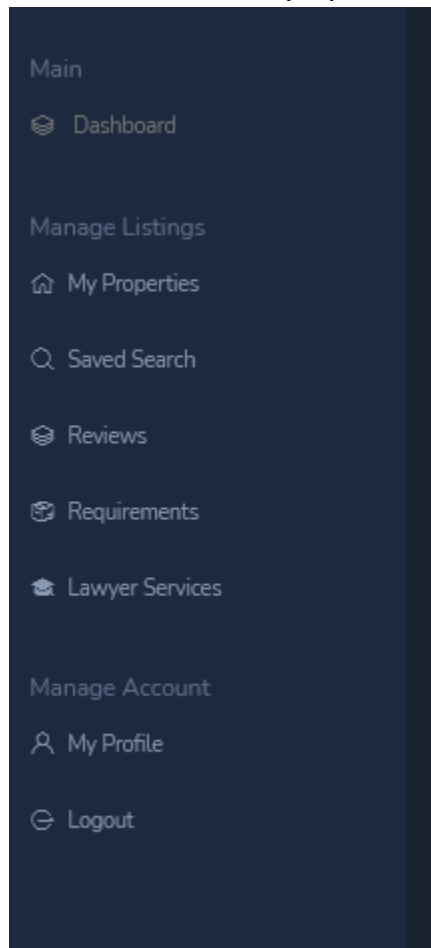 Main
Dashboard
Manage Listings
My Properties
Saved Search
Reviews
Requirements
Lawyer Services
Manage Account
My Profile
Logout